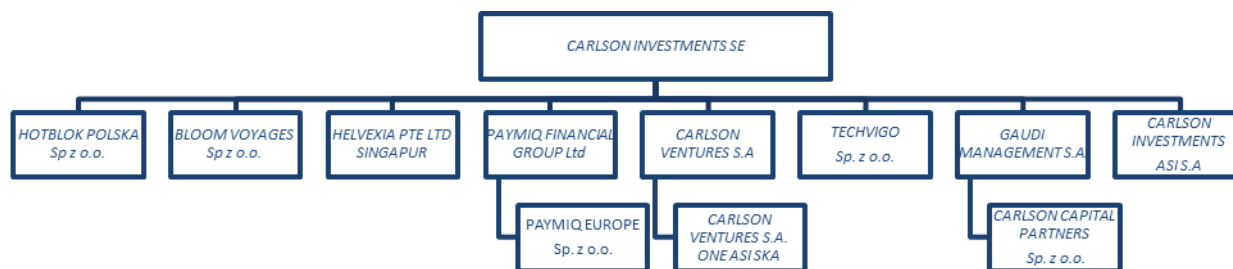 CARLSON INVESTMENTS SE
HOTBLOK POLSKA
Sp z o.o.
BLOOM VOYAGES
Sp z o.o.
HELVEXIA PTE LTD
SINGAPUR
PAYMIQ FINANCIAL
GROUP Ltd
CARLSON
VENTURES S.A
TECHVIGO
Sp. z o.o.
GAUDI
MANAGEMENT S.A.
CARLSON
INVESTMENTS
ASI S.A
PAYMIQ EUROPE
Sp. z o.o.
CARLSON
VENTURES S.A.
ONE ASI SKA
CARLSON CAPITAL
PARTNERS
Sp. z o.o.